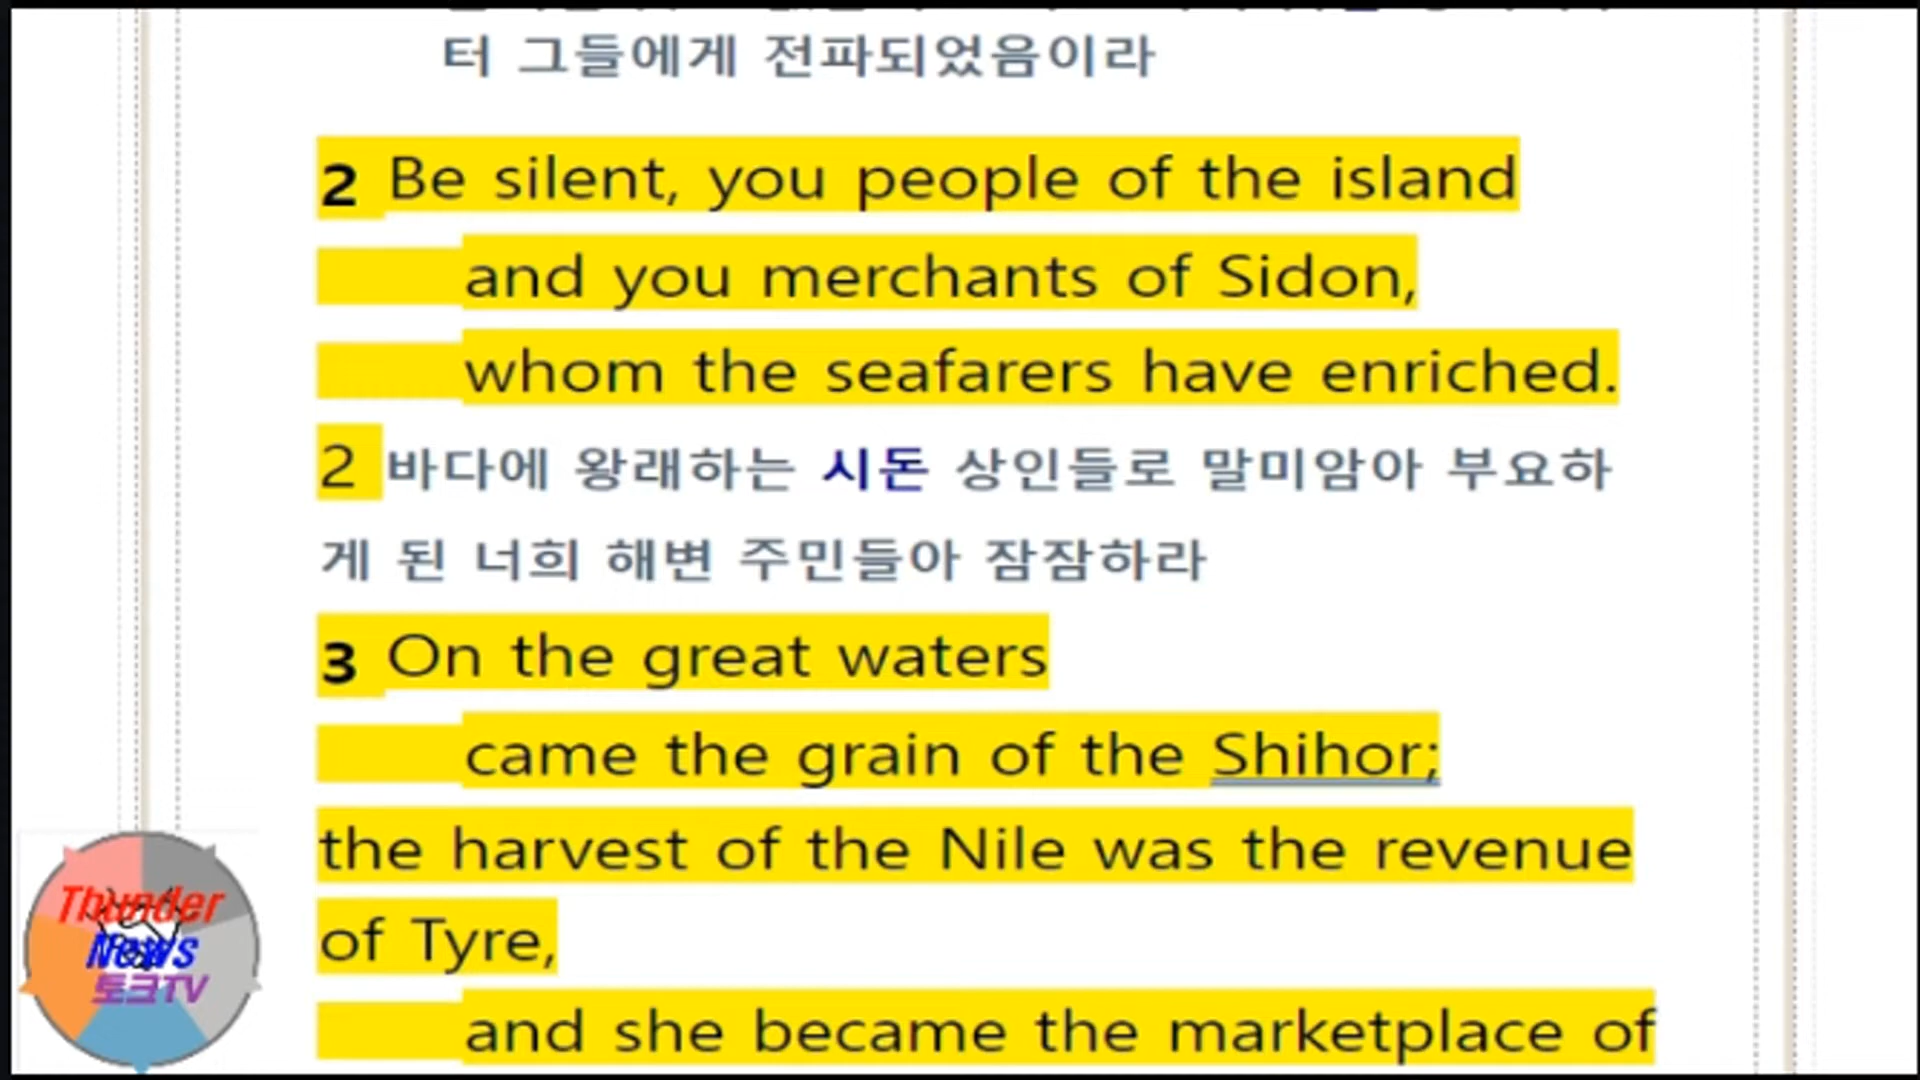 터 그들에게 전파되었음이라
2 Be silent, you people of the island
and you merchants of Sidon,
whom the seafarers have enriched.
2 바다에 왕래하는 시돈 상인들로 말미암아 부요하
게 된 너희 해변 주민들아 잠잠하라
3 On the great waters
came the grain of the Shihor;
the harvest of the Nile was the revenue
of Tyre,
and she became the marketplace of
Thunder
News
토크TV